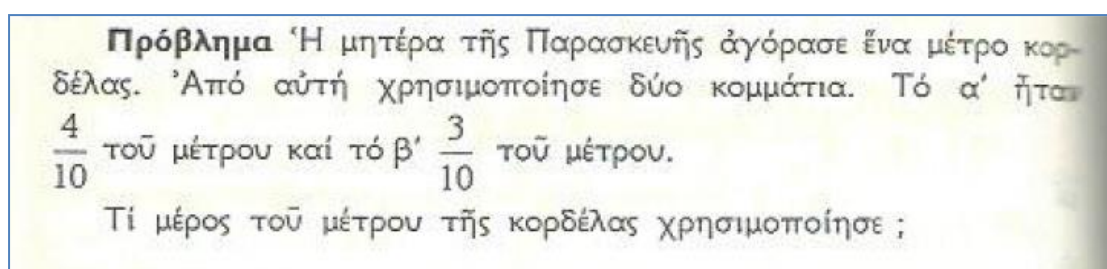 Πρόβλημα Ἡ μητέρα τῆς Παρασκευῆς ἀγόρασε ἕνα μέτρο κορ-
δέλας. Ἀπό αὐτή χρησιμοποίησε δύο κομμάτια. Τό α′ ἦταν
4/10 τοῦ μέτρου καί τό β′ 3/10 τοῦ μέτρου.
Τί μέρος τοῦ μέτρου τῆς κορδέλας χρησιμοποίησε ;